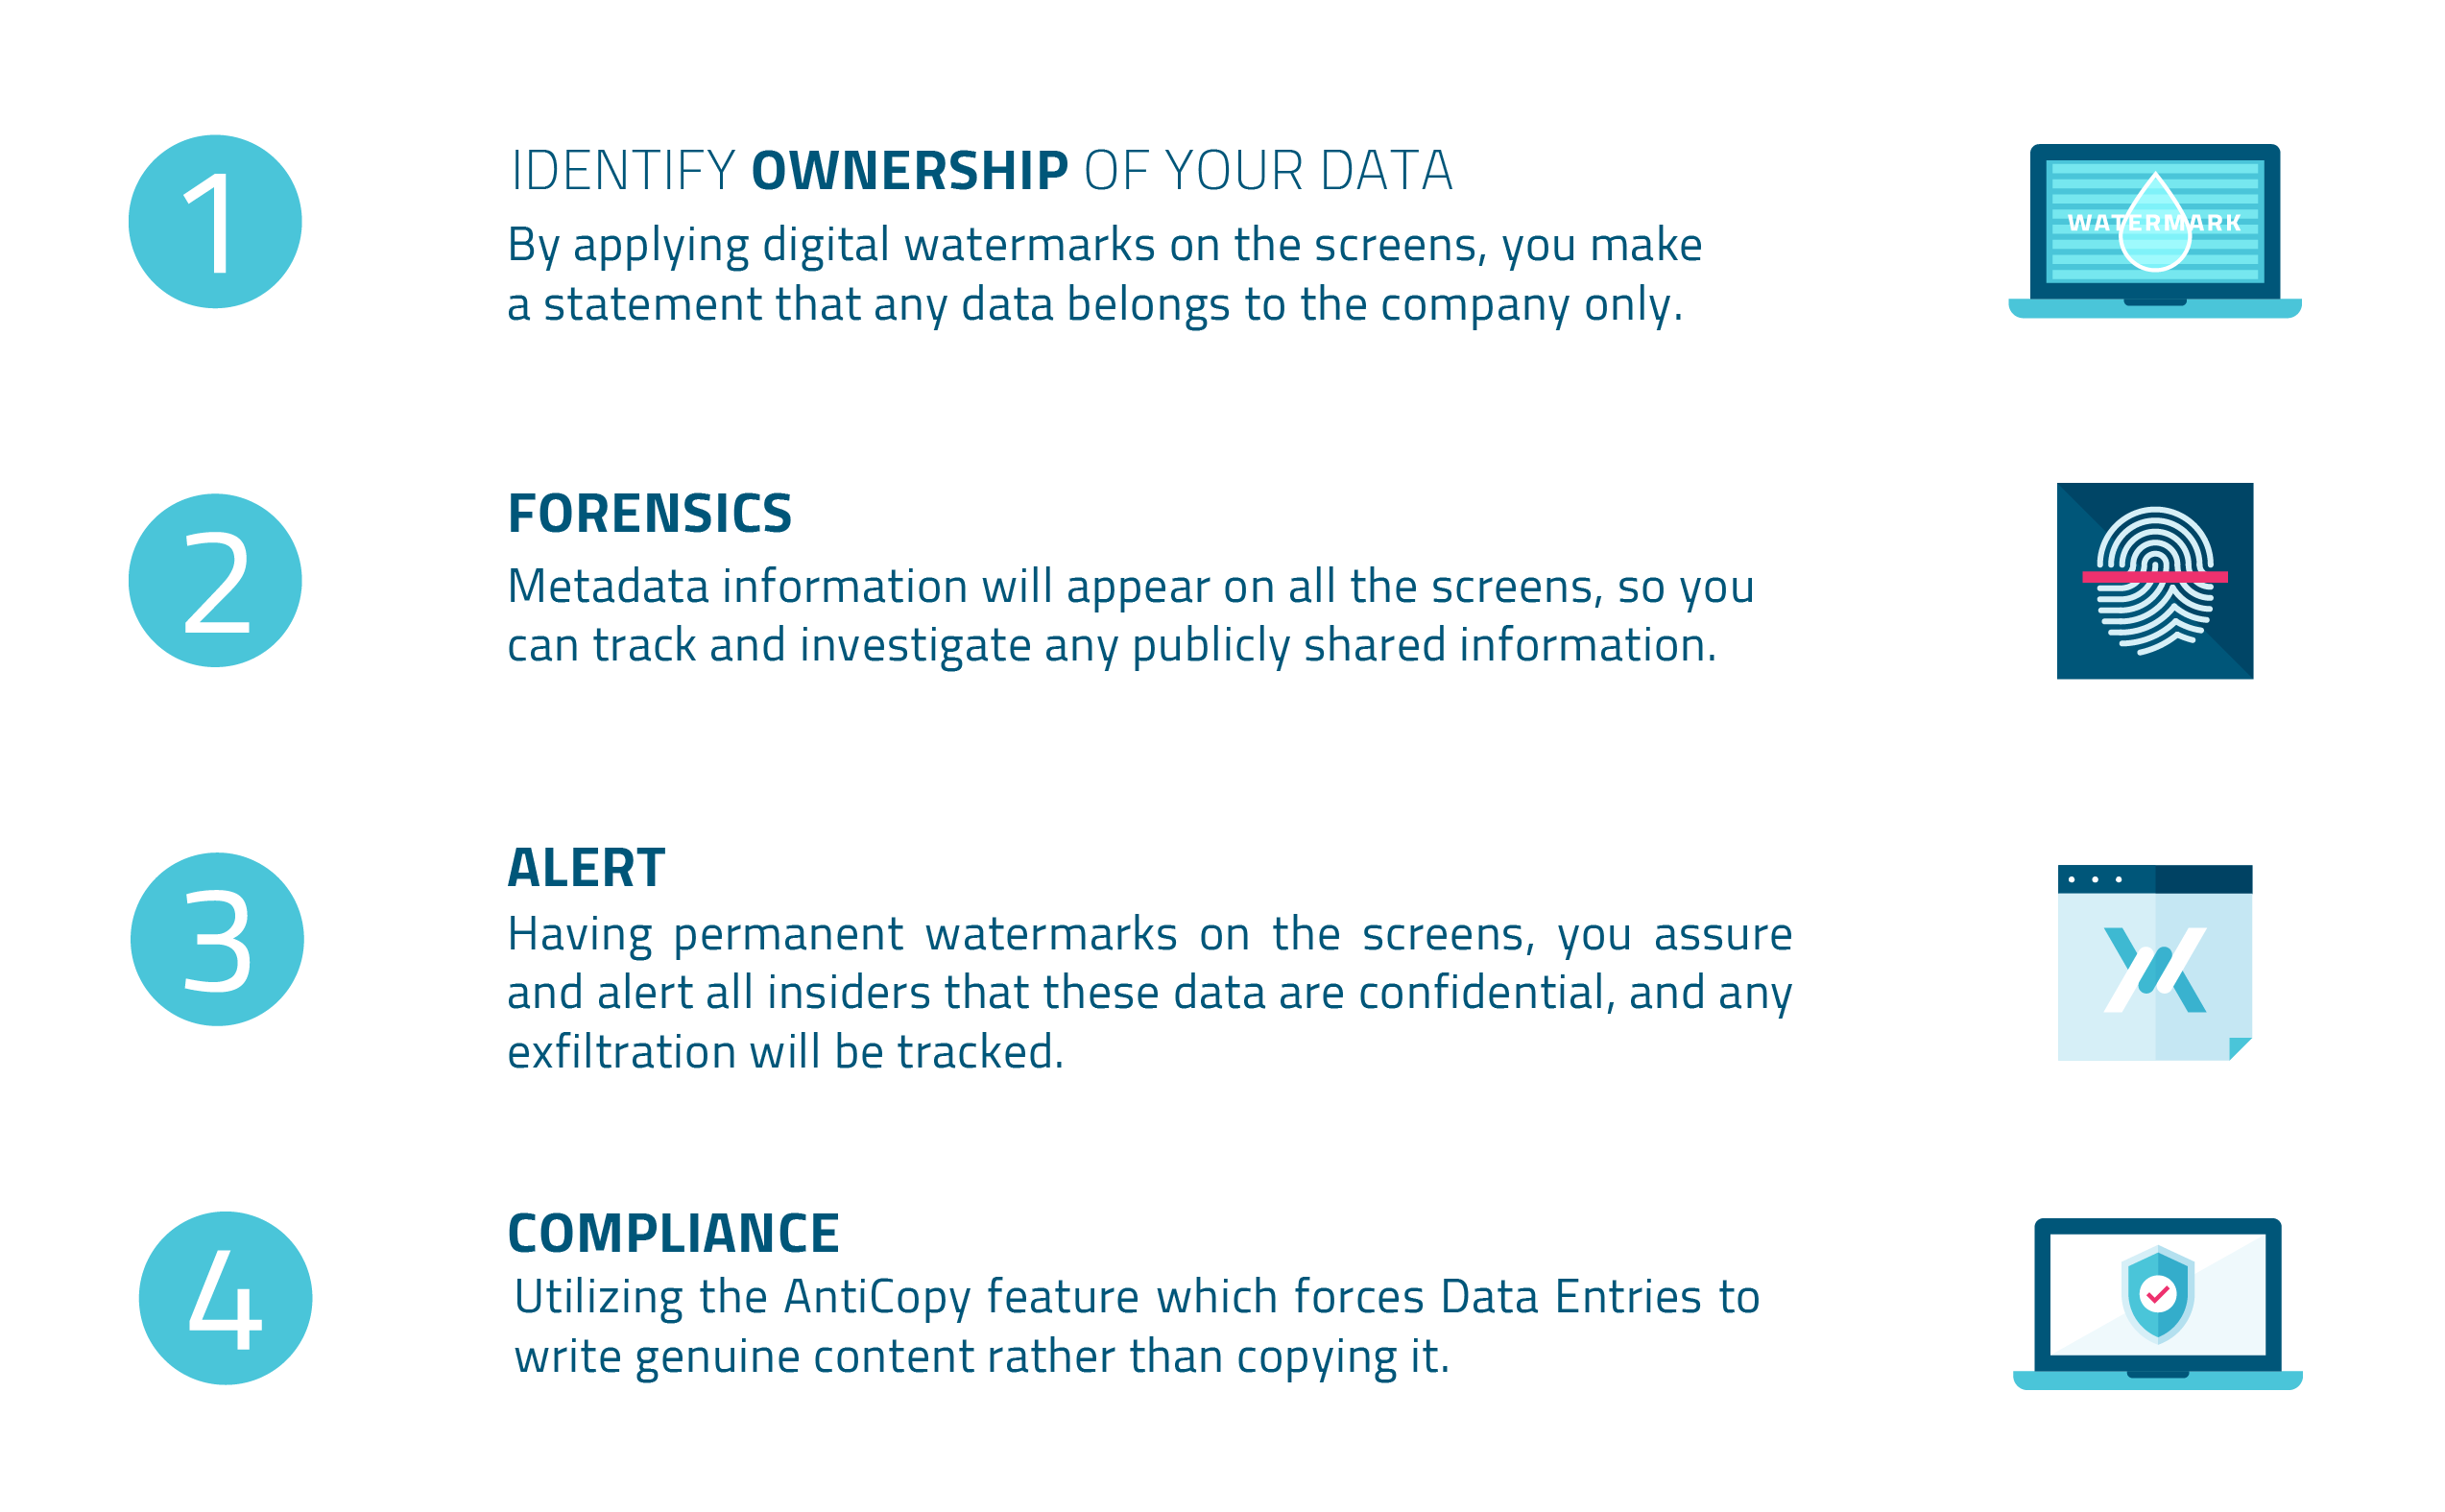 1
IDENTIFY OWNERSHIP OF YOUR DATA
By applying digital watermarks on the screens, you make
a statement that any data belongs to the company only.
WATERMARK
2
FORENSICS
Metadata information will appear on all the screens, so you
can track and investigate any publicly shared information.
3
ALERT
Having permanent watermarks on the screens, you assure
and alert all insiders that these data are confidential, and any
exfiltration will be tracked.
4
COMPLIANCE
Utilizing the AntiCopy feature which forces Data Entries to
write genuine content rather than copying it.